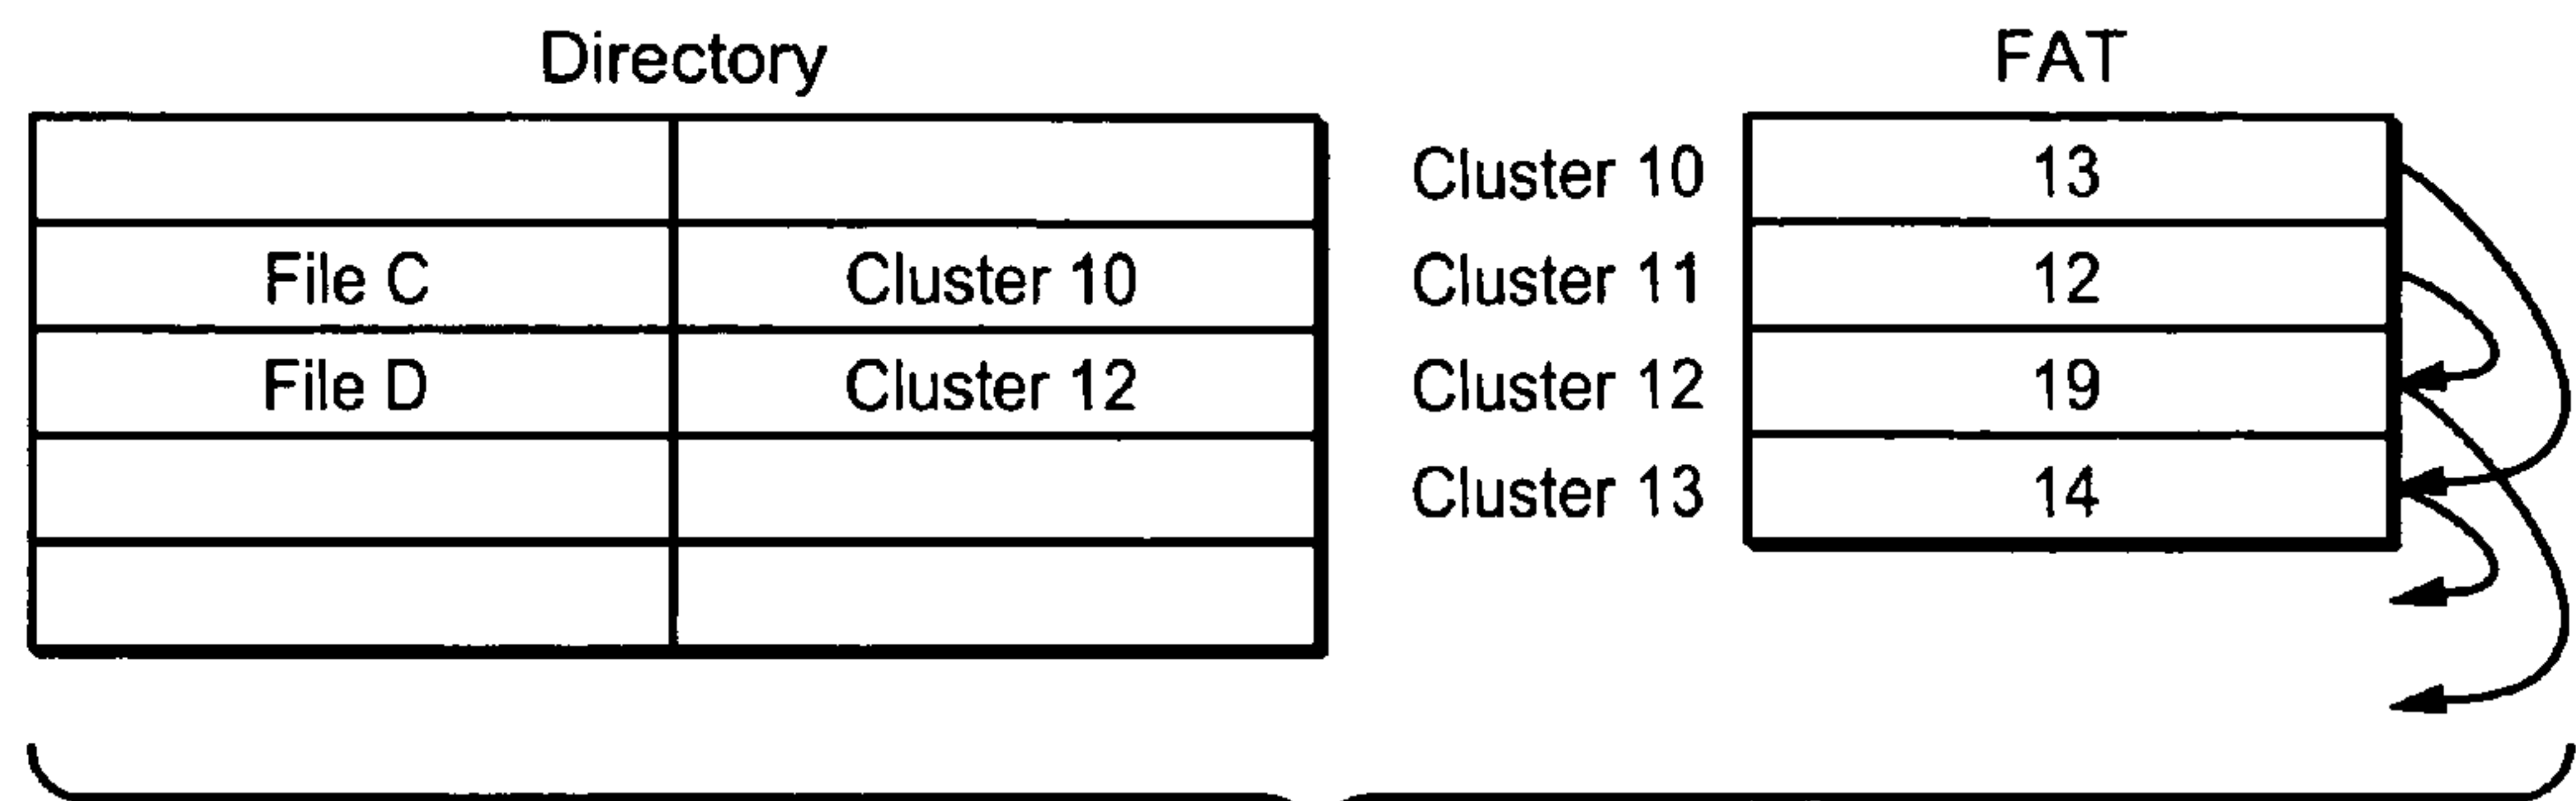 Directory FAT
Cluster 10 13
File C Cluster 10 Cluster 11 12
File D Cluster 12 Cluster 12 19
Cluster 13 14